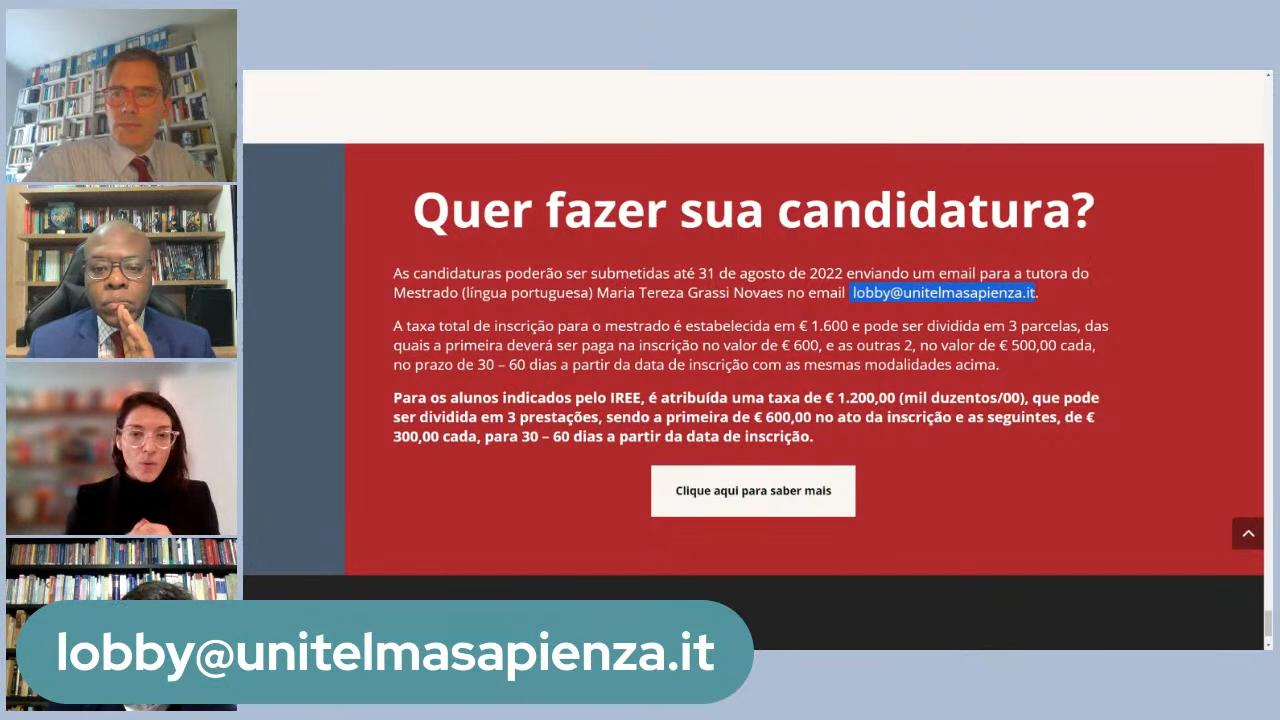 Quer fazer sua candidatura?
As candidaturas poderão ser submetidas até 31 de agosto de 2022 enviando um email para a tutora do
Mestrado (língua portuguesa) Maria Tereza Grassi Novaes no email lobby@unitelmasapienza.it.
A taxa total de inscrição para o mestrado é estabelecida em € 1.600 e pode ser dividida em 3 parcelas, das
quais a primeira deverá ser paga na inscrição no valor de € 600, e as outras 2, no valor de € 500,00 cada,
no prazo de 30 – 60 dias a partir da data de inscrição com as mesmas modalidades acima.
Para os alunos indicados pelo IREE, é atribuída uma taxa de € 1.200,00 (mil duzentos/00), que pode
ser dividida em 3 prestações, sendo a primeira de € 600,00 no ato da inscrição e as seguintes, de €
300,00 cada, para 30 – 60 dias a partir da data de inscrição.
Clique aqui para saber mais
lobby@unitelmasapienza.it